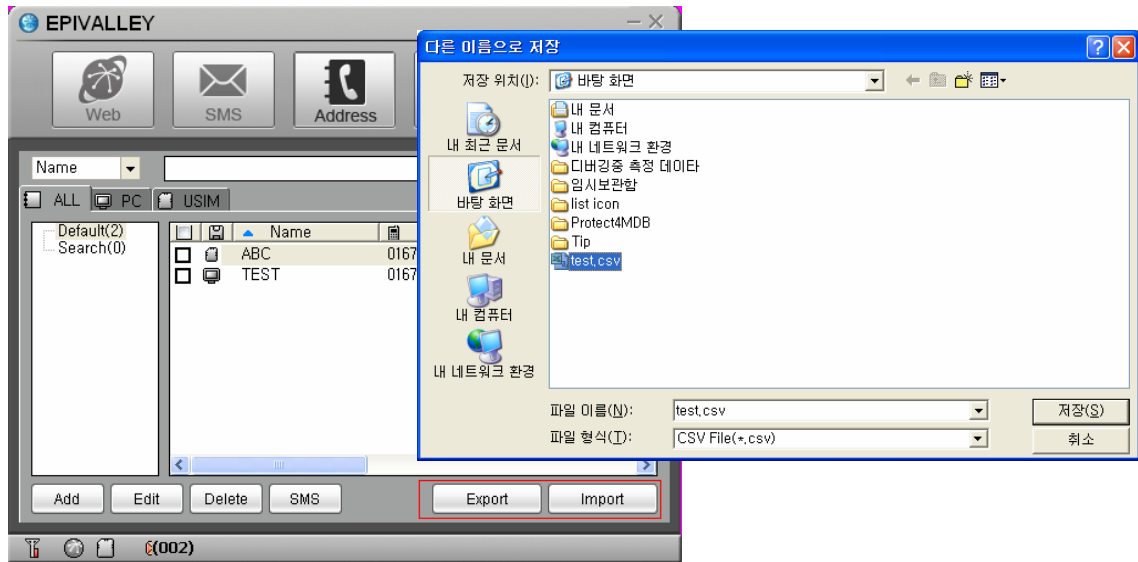 EPIVALLEY
Web
SMS
Address
Name
ALL
PC
USIM
Default(2)
Search(0)
Name
ABC
0167
TEST
0167
Add
Edit
Delete
SMS
Export
Import
(002)
다른 이름으로 저장
저장 위치(I):
바탕 화면
내 최근 문서
바탕 화면
내 문서
내 컴퓨터
내 네트워크 환경
내 문서
내 컴퓨터
내 네트워크 환경
디버깅중 측정 데이타
임시보관함
list icon
Protect4MDB
Tip
test,csv
파일 이름(N):
test,csv
저장(S)
파일 형식(T):
CSV File(*,csv)
취소